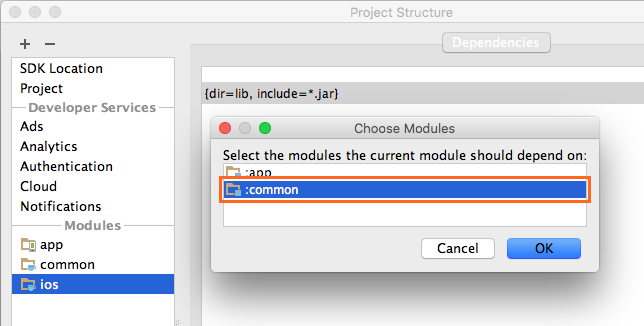 Project Structure
Dependencies
SDK Location
Project
Developer Services
Ads
Analytics
Authentication
Cloud
Notifications
Modules
app
common
ios
{dir=lib, include=*.jar}
Choose Modules
Select the modules the current module should depend on:
:app
:common
Cancel OK